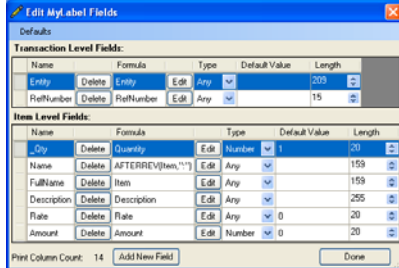 Edit MyLabel Fields
Defaults
Transaction Level Fields:
Name Formula Type Default Value Length
Entity Delete Entity Edit Any 209
RefNumber Delete RefNumber Edit Any 15
Item Level Fields:
Name Formula Type Default Value Length
_Qty Delete Quantity Edit Number 1 20
Name Delete AFTERREV(Item,":") Edit Any 159
FullName Delete Item Edit Any 159
Description Delete Description Edit Any 255
Rate Delete Rate Edit Any 0 20
Amount Delete Amount Edit Number 0 20
Print Column Count: 14 Add New Field Done